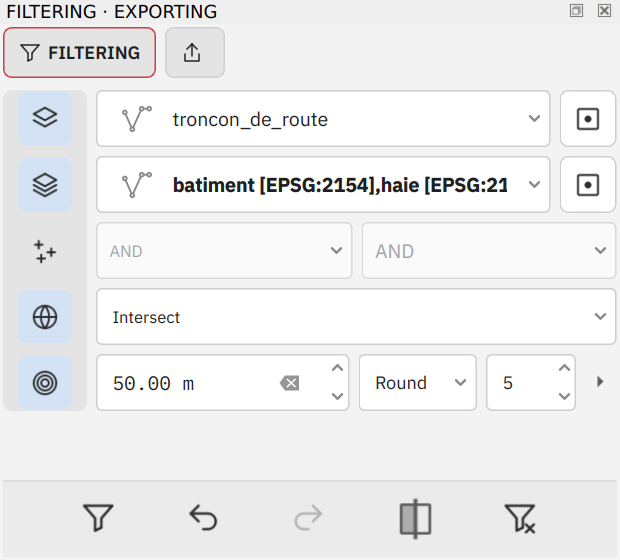 FILTERING · EXPORTING
FILTERING
troncon_de_route
batiment [EPSG:2154],haie [EPSG:21
AND AND
Intersect
50.00 m Round 5